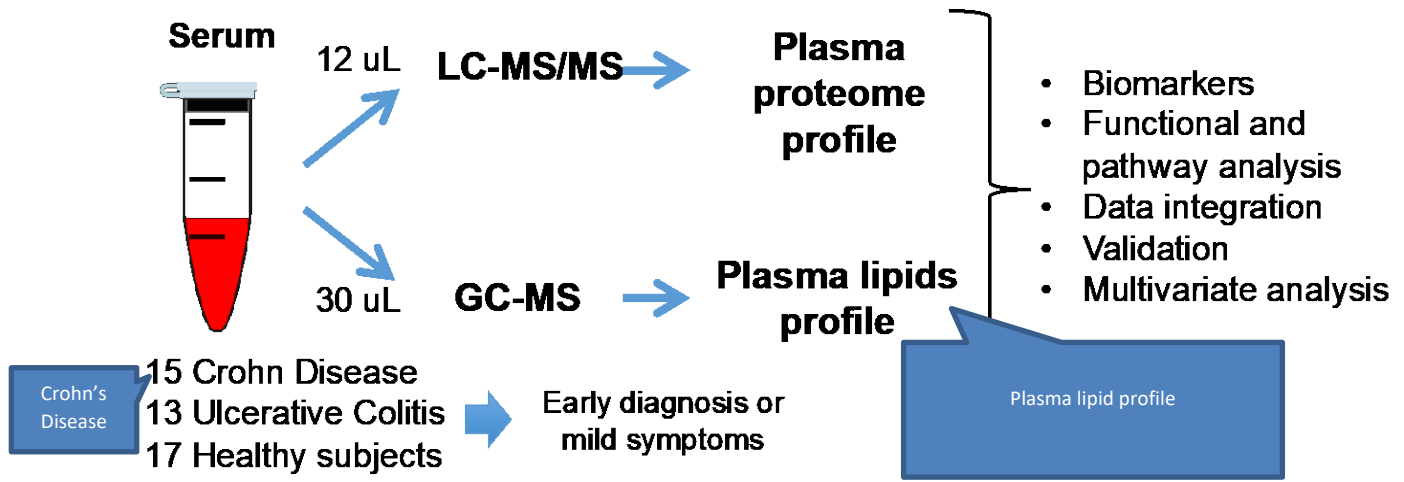 Serum
12 uL
LC-MS/MS
Plasma
proteome
profile
30 uL
GC-MS
Plasma lipids
profile
• Biomarkers
• Functional and
pathway analysis
• Data integration
• Validation
• Multivariate analysis
Crohn's
Disease
15 Crohn Disease
13 Ulcerative Colitis
17 Healthy subjects
Early diagnosis or
mild symptoms
Plasma lipid profile